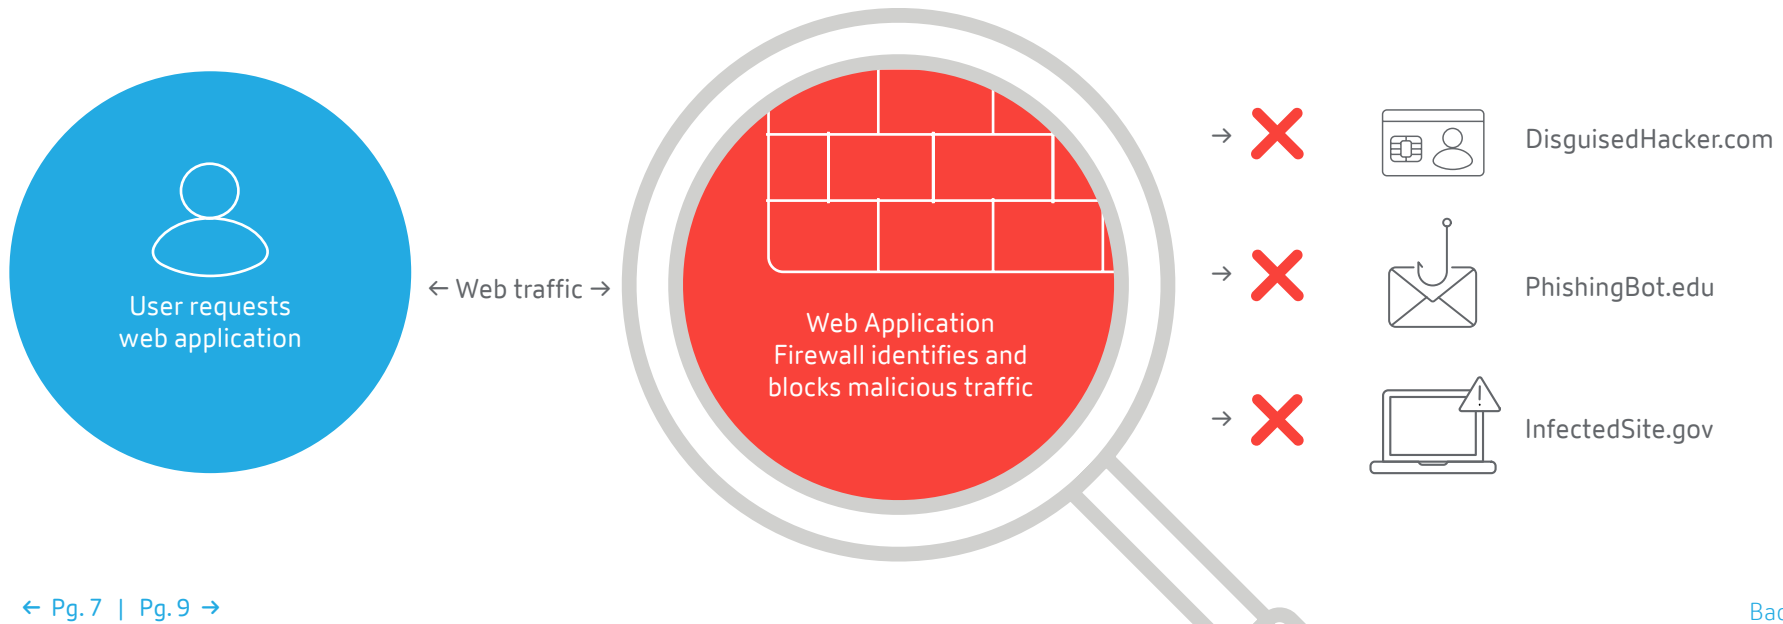 User requests
web application
← Web traffic →
Web Application
Firewall identifies and
blocks malicious traffic
→ DisguisedHacker.com
→ PhishingBot.edu
→ InfectedSite.gov
← Pg. 7 | Pg. 9 →